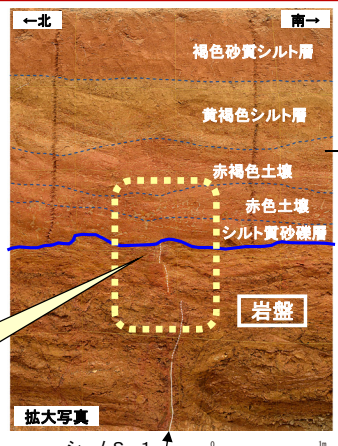 ←北
南→
褐色砂質シルト層
黄褐色シルト層
赤褐色土壌
赤色土壌
シルト質砂礫層
岩盤
拡大写真
0
1m